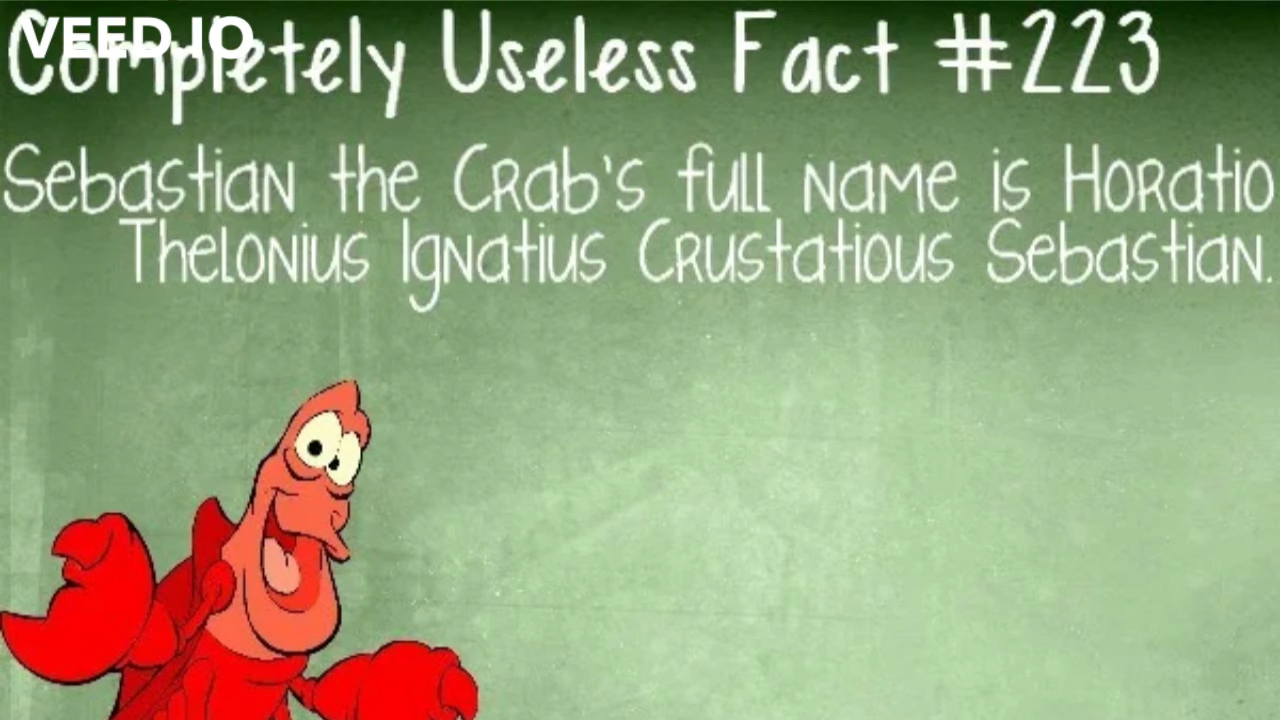 VEED.IO
Completely Useless Fact #223
Sebastian the Crab's full name is Horatio
Thelonius Ignatius Crustatious Sebastian.